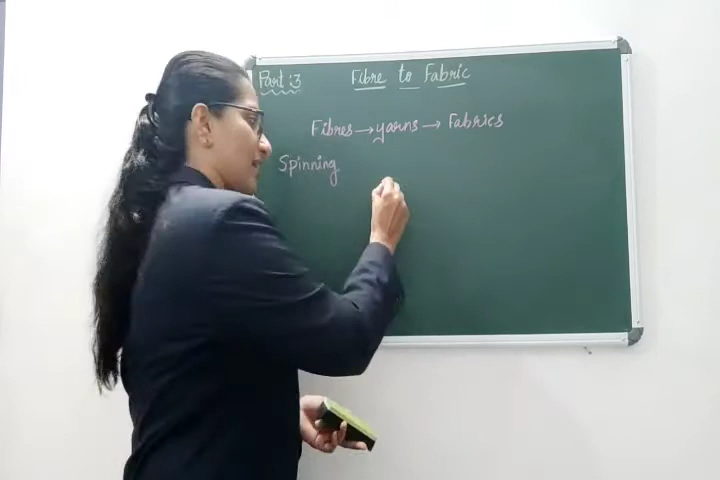 Part :3 Fibre to Fabric
Fibres → yarns → Fabrics
Spinning